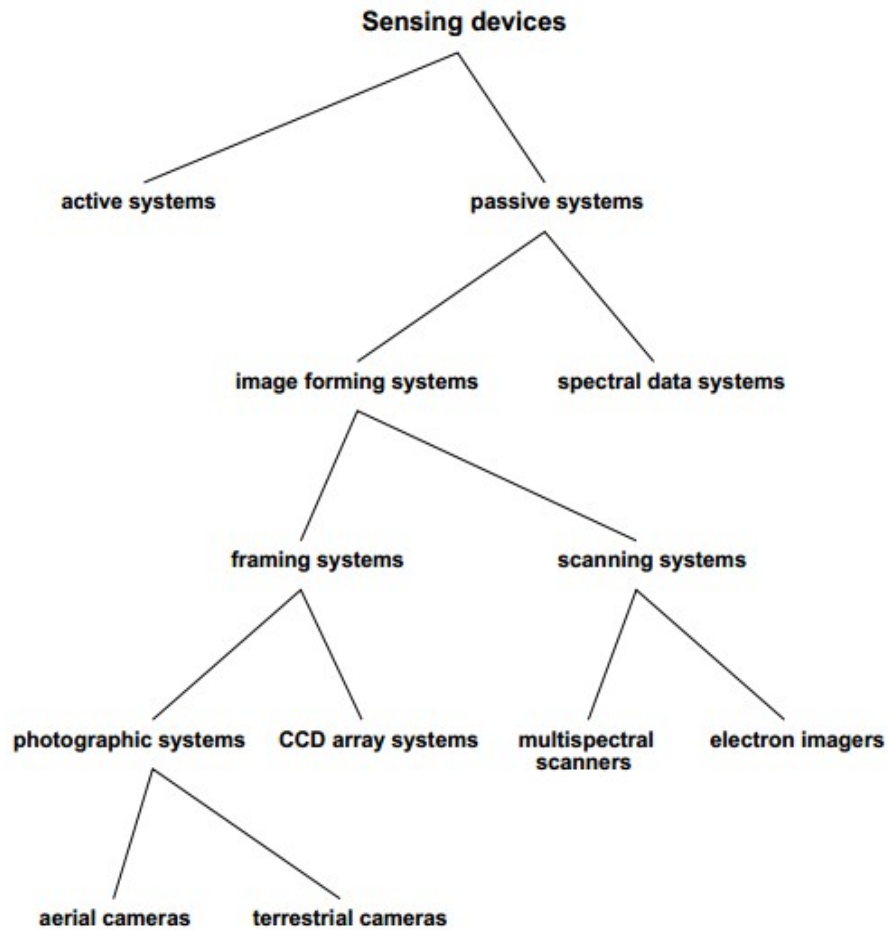 Sensing devices
active systems
passive systems
image forming systems
spectral data systems
framing systems
scanning systems
photographic systems
CCD array systems
multispectral
scanners
electron imagers
aerial cameras
terrestrial cameras